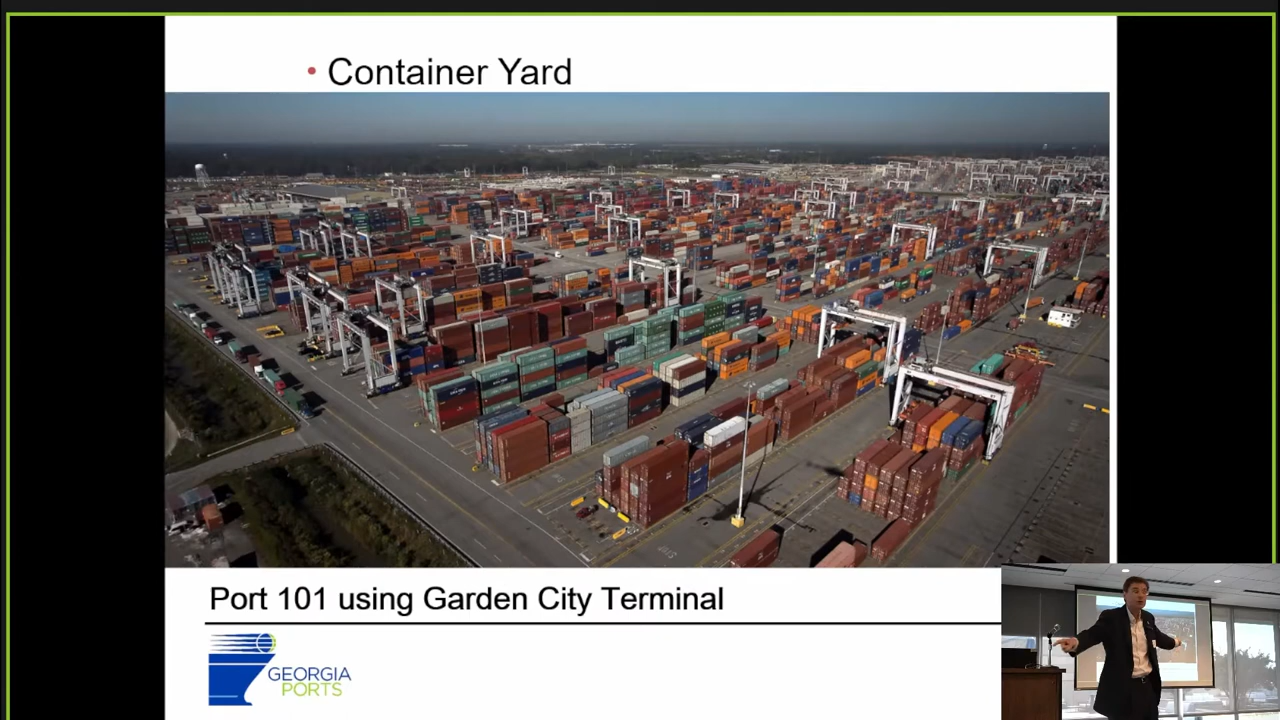 • Container Yard
Port 101 using Garden City Terminal
GEORGIA
PORTS